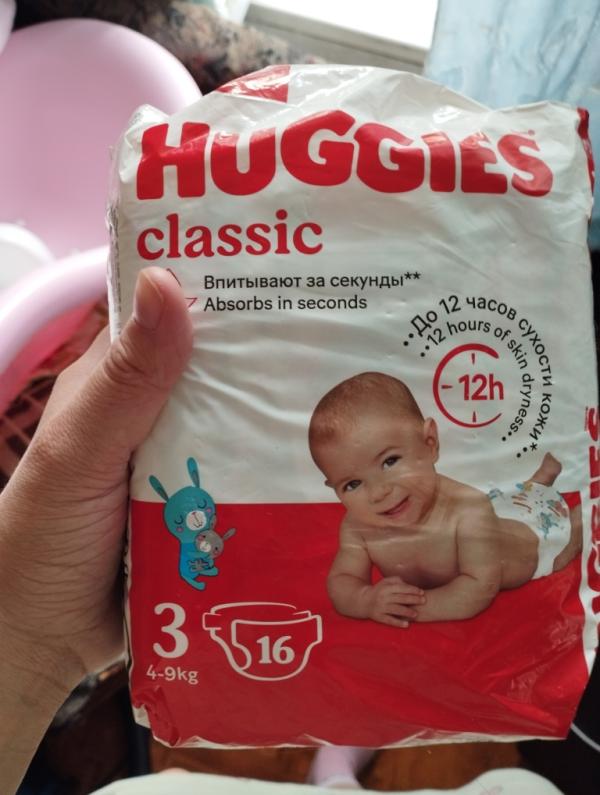 HUGGIES
classic
Впитывают за секунды**
Absorbs in seconds
До 12 часов сухости кожи*
12 hours of skin dryness
12h
3
16
4-9kg
HUGGIES